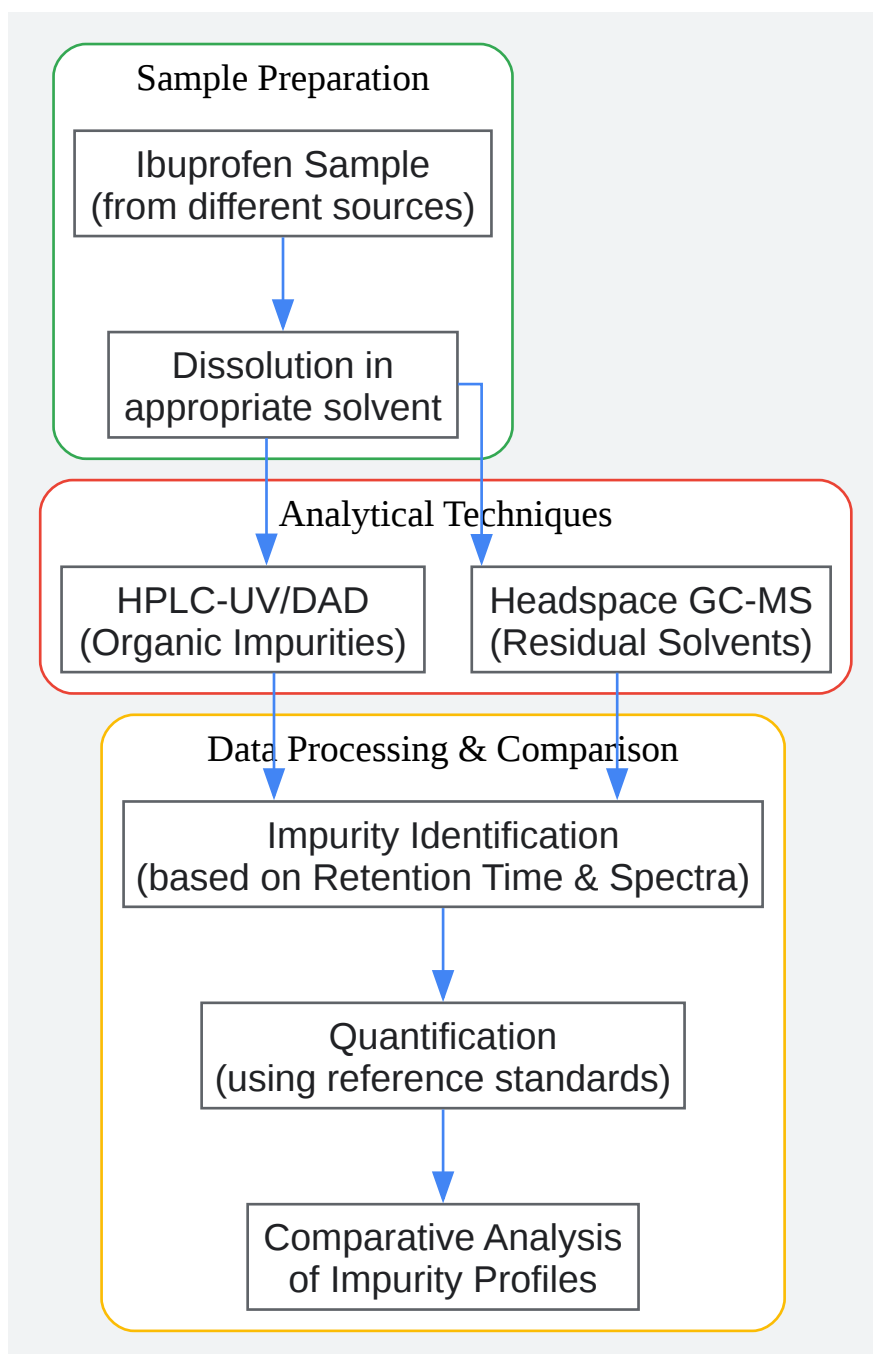 Sample Preparation
Ibuprofen Sample
(from different sources)
Dissolution in
appropriate solvent
Analytical Techniques
HPLC-UV/DAD
(Organic Impurities)
Headspace GC-MS
(Residual Solvents)
Data Processing & Comparison
Impurity Identification
(based on Retention Time & Spectra)
Quantification
(using reference standards)
Comparative Analysis
of Impurity Profiles